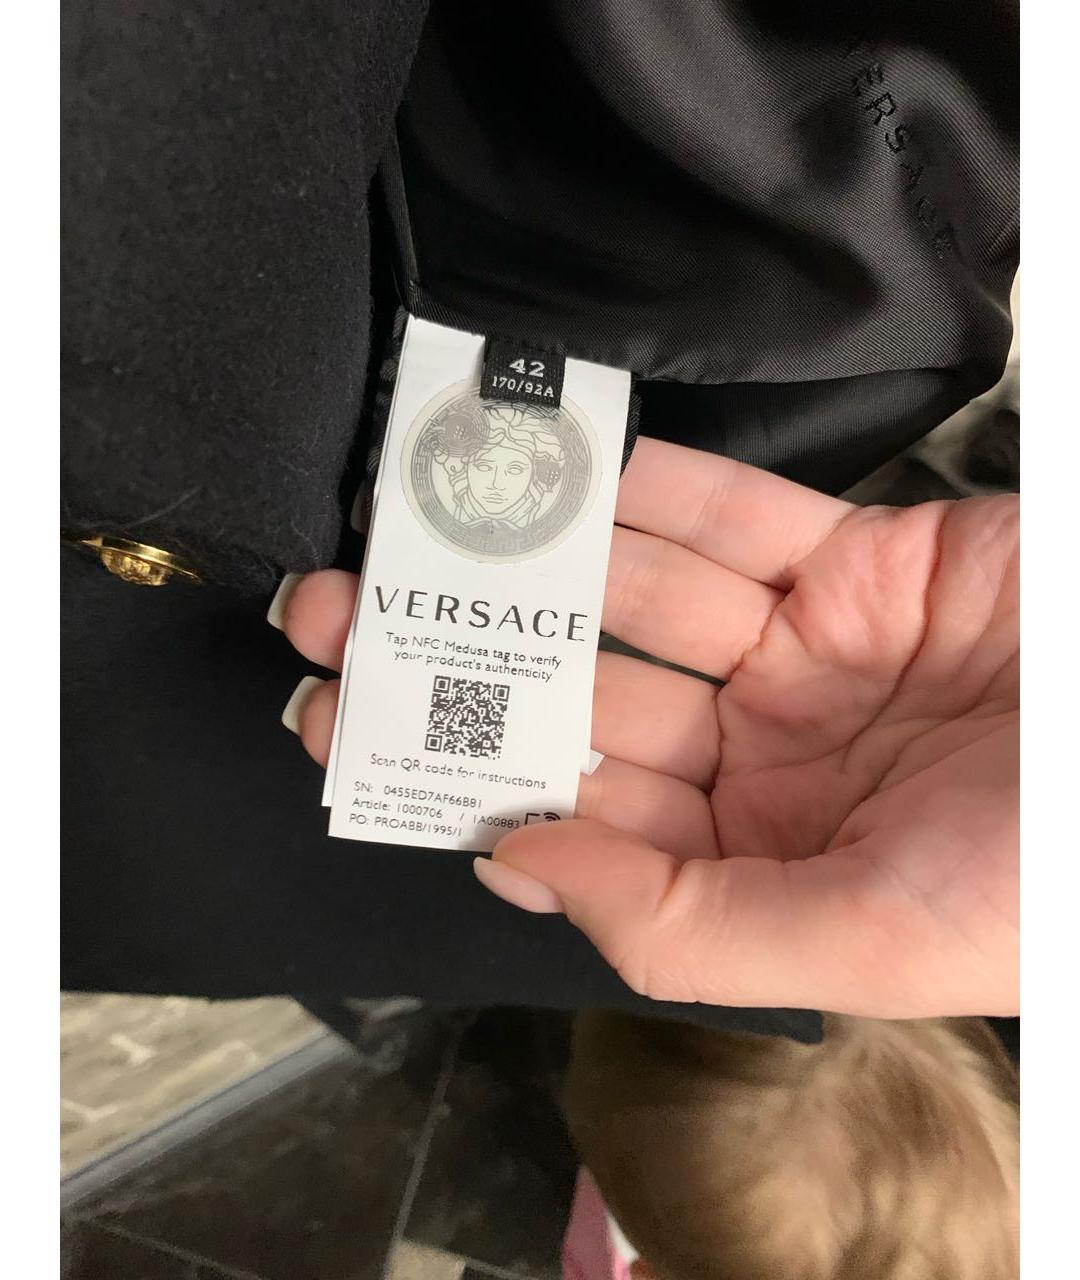 VERSACE
42
170/92A
VERSACE
Tap NFC Medusa tag to verify
your product's authenticity
Scan QR code for instructions
SN: 0455ED7AF66B81
Article: 1000706 / 1A00883
PO: PROABB/1995/1